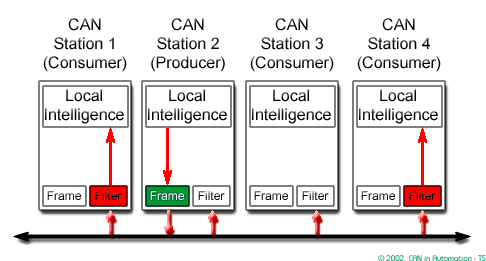 CAN
Station 1
(Consumer)
CAN
Station 2
(Producer)
CAN
Station 3
(Consumer)
CAN
Station 4
(Consumer)
Local
Intelligence
Frame
Filter
Local
Intelligence
Frame
Filter
Local
Intelligence
Frame
Filter
Local
Intelligence
Frame
Filter
© 2002. CAN in Automation - TS